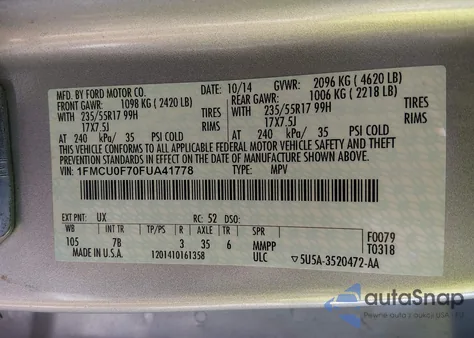 MFD. BY FORD MOTOR CO.
10/14 GVWR: 2096 KG (4620 LB)
FRONT GAWR: 1098 KG (2420 LB) REAR GAWR: 1006 KG (2218 LB)
235/55R17 99H TIRES 235/55R17 99H TIRES
17X7.5J RIMS 17X7.5J RIMS
AT 240 kPa/ 35 PSI COLD AT 240 kPa/ 35 PSI COLD
THIS VEHICLE CONFORMS TO ALL APPLICABLE FEDERAL MOTOR VEHICLE SAFETY AND THEFT
PREVENTION STANDARDS IN EFFECT ON THE DATE OF MANUFACTURE SHOWN ABOVE.
VIN: 1FMCU0F70FUA41778 TYPE: MPV
EXT PNT: UX RC: 52 DSO: F0079
WB INT TR TP/PS R AXLE TR SPR T0318
105 7B 3 35 6 MMPP
MADE IN U.S.A. 1201410161358 ULC ▽5U5A-3520472-AA
autaSnap
Pewne auta z USA